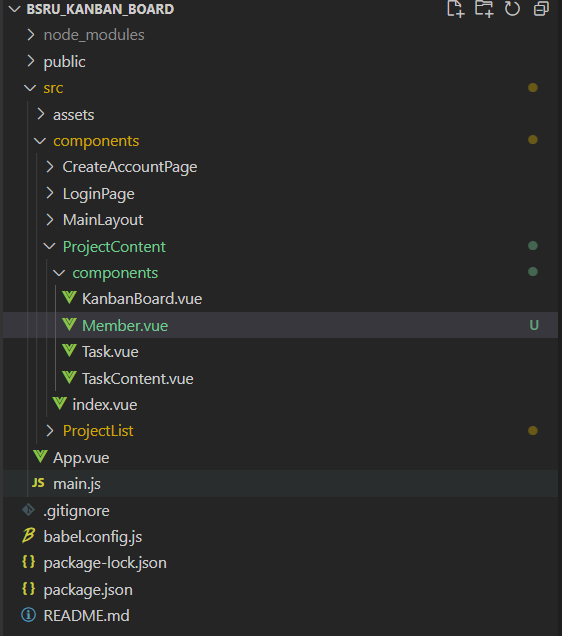 BSRU_KANBAN_BOARD
node_modules
public
src
assets
components
CreateAccountPage
LoginPage
MainLayout
ProjectContent
components
KanbanBoard.vue
Member.vue U
Task.vue
TaskContent.vue
index.vue
ProjectList
App.vue
JS main.js
.gitignore
babel.config.js
{ } package-lock.json
{ } package.json
README.md